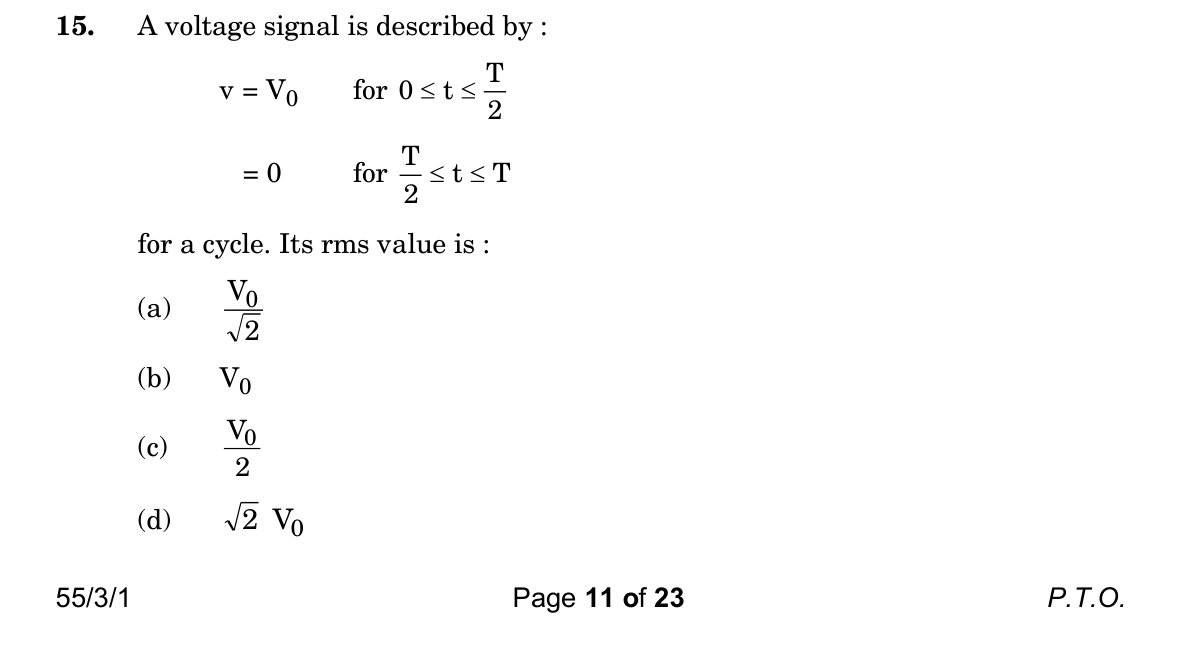 15. A voltage signal is described by :
v = V₀ for 0 ≤ t ≤ T/2
= 0 for T/2 ≤ t ≤ T
for a cycle. Its rms value is :
(a) V₀/√2
(b) V₀
(c) V₀/2
(d) √2 V₀
55/3/1 Page 11 of 23 P.T.O.